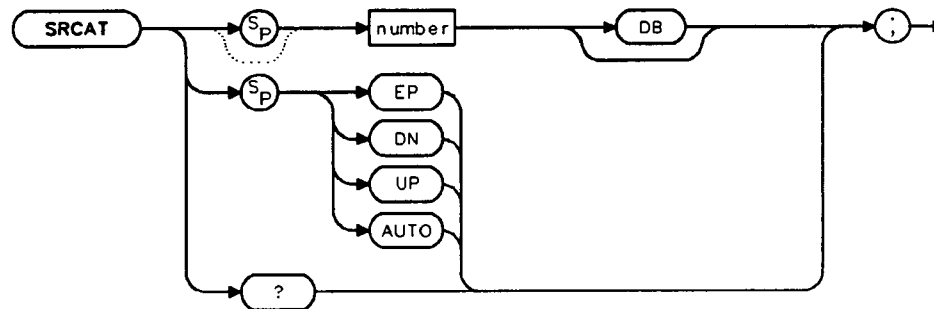 SRCAT SP number DB ;
SP EP
DN
UP
AUTO
?